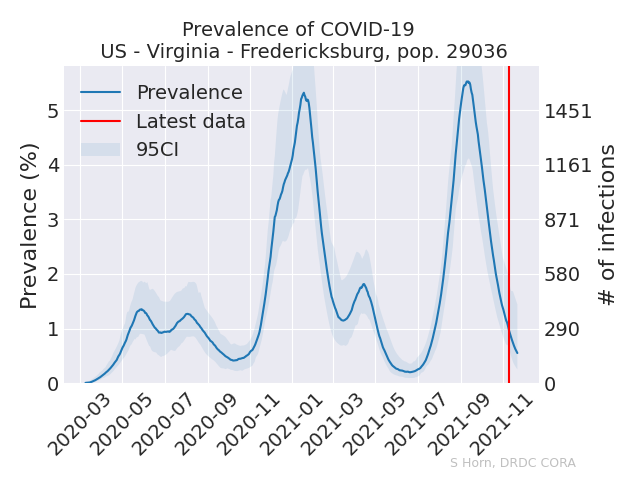 Prevalence of COVID-19
US - Virginia - Fredericksburg, pop. 29036
Prevalence
Latest data
95CI
Prevalence (%)
5
4
3
2
1
0
1451
1161
871
580
290
0
# of infections
2020-03
2020-05
2020-07
2020-09
2020-11
2021-01
2021-03
2021-05
2021-07
2021-09
2021-11
S Horn, DRDC CORA